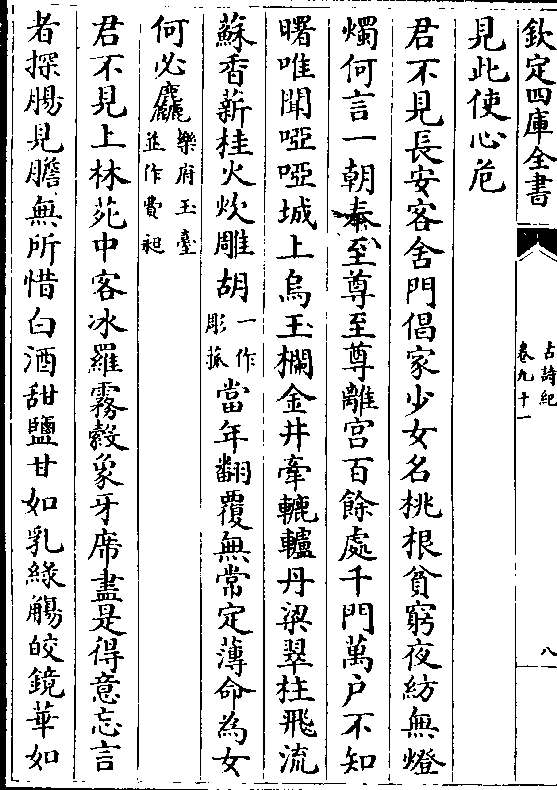 欽定四庫全書
古詩紀
卷九十一
八
見此使心危
君不見長安客舍門倡家少女名桃根貧窮夜紡無燈
燭何言一朝奉至尊至尊離宮百餘處千門萬户不知
曙唯聞啞啞城上烏玉欄金井牽轆轤丹梁翠柱飛流
蘇香薪桂火炊雕胡一作彫菰當年翻覆無常定薄命為女
何必麤樂府玉臺並作費昶
君不見上林苑中客冰羅霧縠象牙席盡是得意忘言
者探腸見膽無所惜白酒甜鹽甘如乳緑觴皎鏡華如